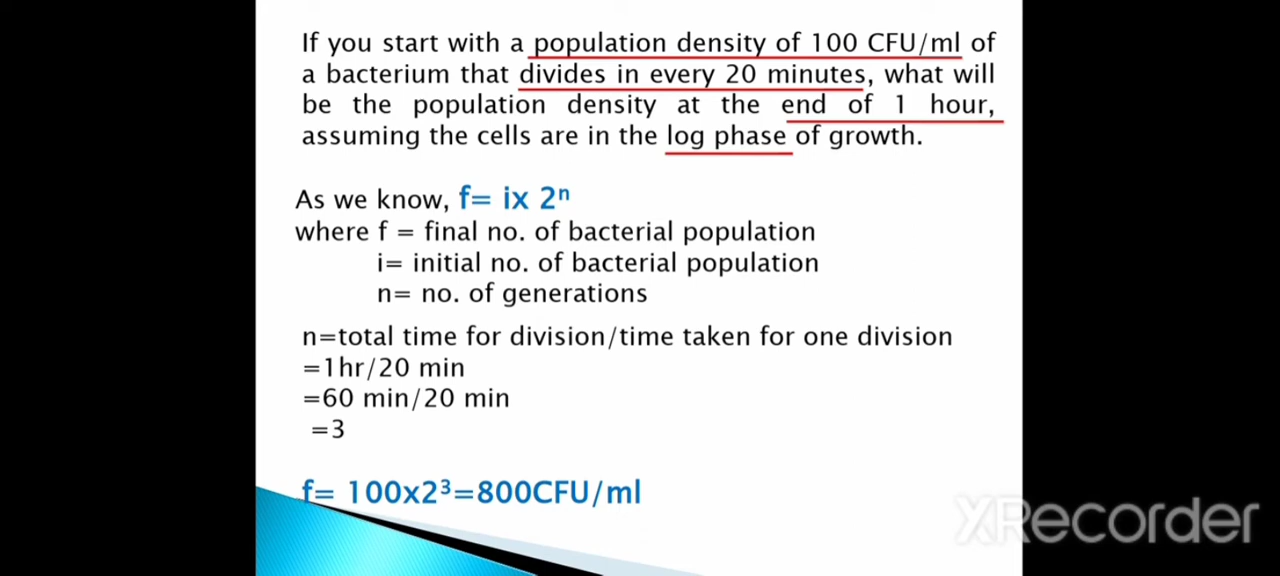 If you start with a population density of 100 CFU/ml of
a bacterium that divides in every 20 minutes, what will
be the population density at the end of 1 hour,
assuming the cells are in the log phase of growth.
As we know, f= ix 2ⁿ
where f = final no. of bacterial population
i= initial no. of bacterial population
n= no. of generations
n=total time for division/time taken for one division
=1hr/20 min
=60 min/20 min
=3
f= 100x2³=800CFU/ml
XRecorder